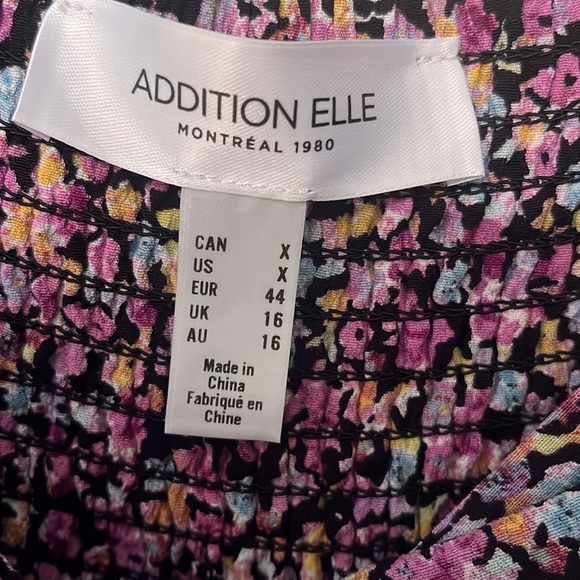 ADDITION ELLE
MONTRÉAL 1980
CAN X
US X
EUR 44
UK 16
AU 16
Made in
China
Fabriqué en
Chine